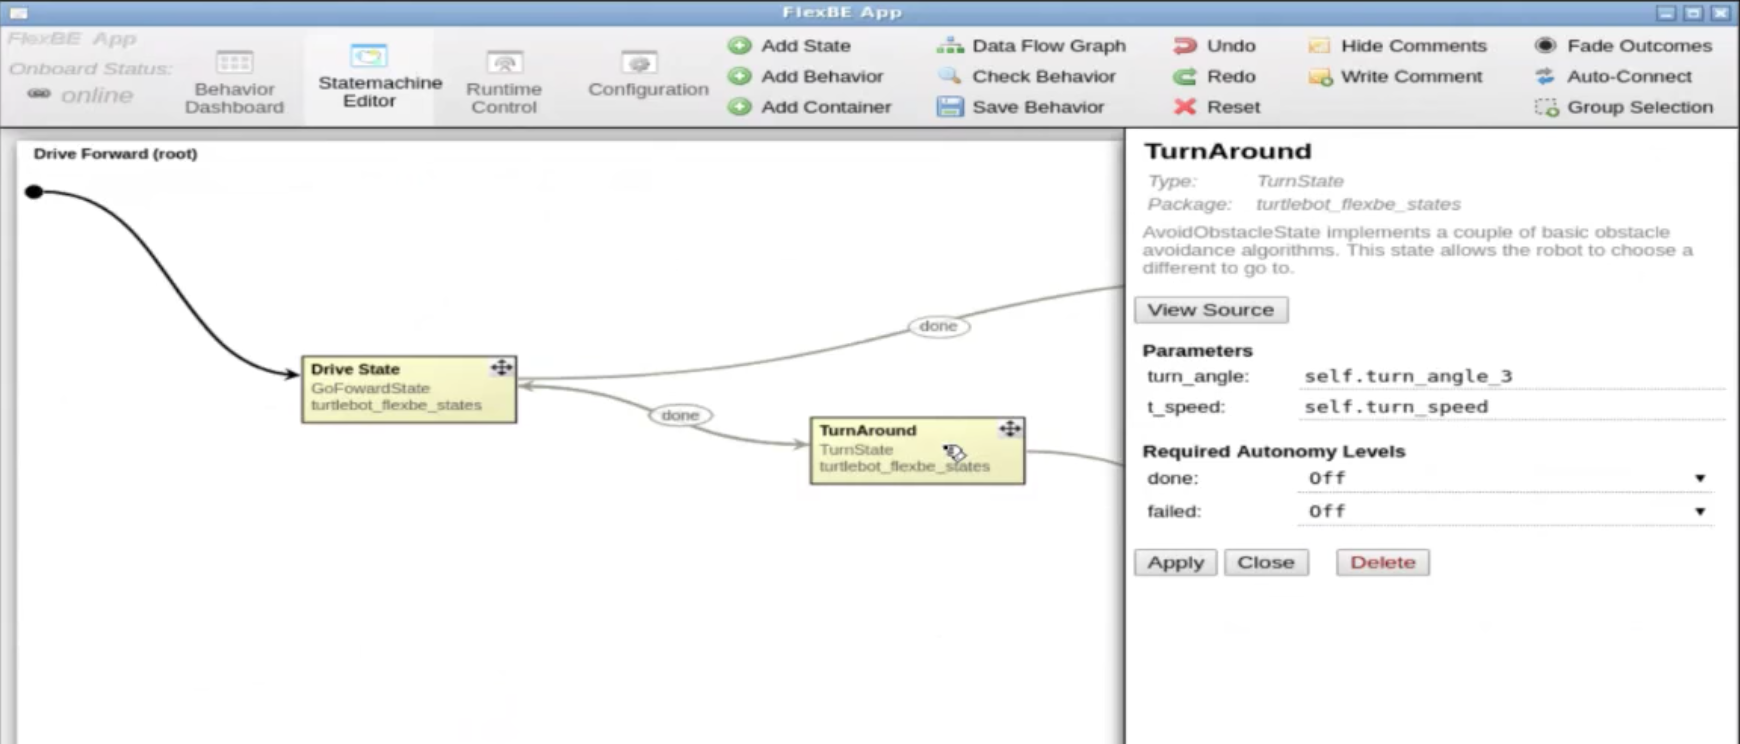 FlexBE App
FlexBE App
Onboard Status:
online
Behavior
Dashboard
Statemachine
Editor
Runtime
Control
Configuration
Add State
Add Behavior
Add Container
Data Flow Graph
Check Behavior
Save Behavior
Undo
Redo
Reset
Hide Comments
Write Comment
Fade Outcomes
Auto-Connect
Group Selection
Drive Forward (root)
done
Drive State
GoFowardState
turtlebot_flexbe_states
done
TurnAround
TurnState
turtlebot_flexbe_states
TurnAround
Type: TurnState
Package: turtlebot_flexbe_states
AvoidObstacleState implements a couple of basic obstacle
avoidance algorithms. This state allows the robot to choose a
different to go to.
View Source
Parameters
turn_angle: self.turn_angle_3
t_speed: self.turn_speed
Required Autonomy Levels
done: Off
failed: Off
Apply Close Delete